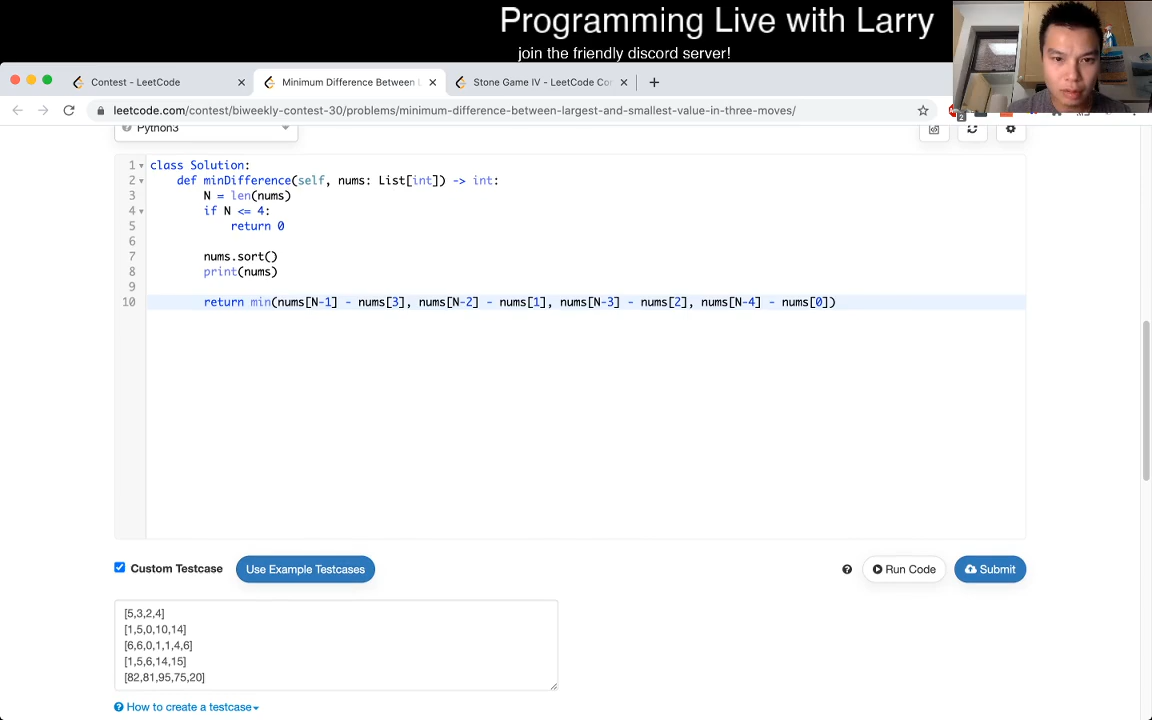 Programming Live with Larry
join the friendly discord server!
Contest - LeetCode
Minimum Difference Between L
Stone Game IV - LeetCode Co
leetcode.com/contest/biweekly-contest-30/problems/minimum-difference-between-largest-and-smallest-value-in-three-moves/
2
Python3
1 class Solution:
2 def minDifference(self, nums: List[int]) -> int:
3 N = len(nums)
4 if N <= 4:
5 return 0
6
7 nums.sort()
8 print(nums)
9
10 return min(nums[N-1] - nums[3], nums[N-2] - nums[1], nums[N-3] - nums[2], nums[N-4] - nums[0])
Custom Testcase
Use Example Testcases
Run Code
Submit
[5,3,2,4]
[1,5,0,10,14]
[6,6,0,1,1,4,6]
[1,5,6,14,15]
[82,81,95,75,20]
How to create a testcase